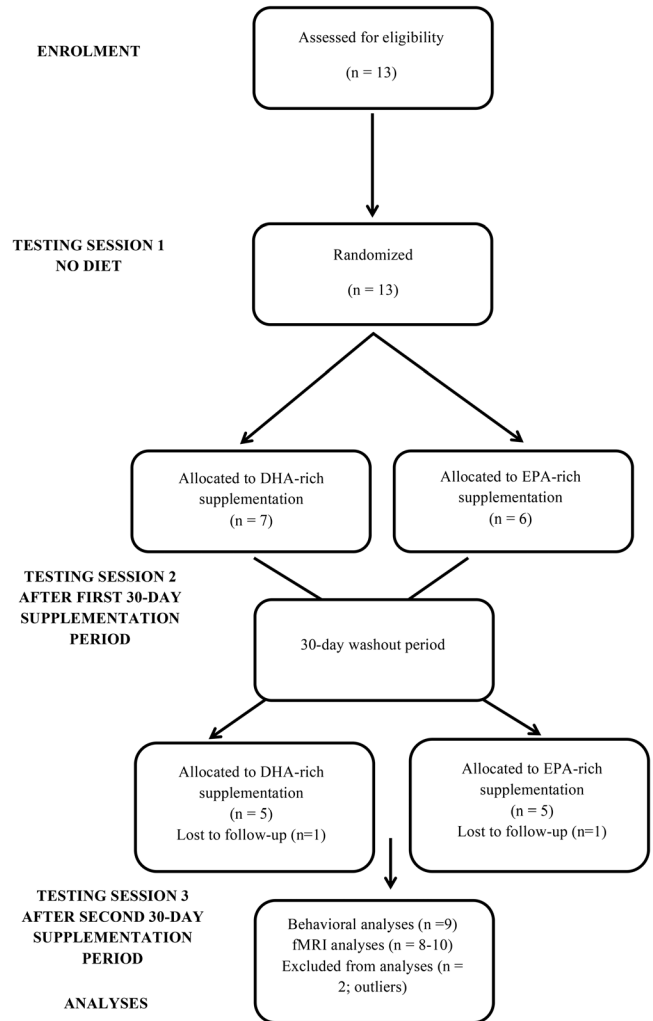 ENROLMENT
Assessed for eligibility
(n = 13)
TESTING SESSION 1
NO DIET
Randomized
(n = 13)
Allocated to DHA-rich
supplementation
(n = 7)
Allocated to EPA-rich
supplementation
(n = 6)
TESTING SESSION 2
AFTER FIRST 30-DAY
SUPPLEMENTATION
PERIOD
30-day washout period
Allocated to DHA-rich
supplementation
(n = 5)
Lost to follow-up (n=1)
Allocated to EPA-rich
supplementation
(n = 5)
Lost to follow-up (n=1)
TESTING SESSION 3
AFTER SECOND 30-DAY
SUPPLEMENTATION
PERIOD
ANALYSES
Behavioral analyses (n =9)
fMRI analyses (n = 8-10)
Excluded from analyses (n =
2; outliers)